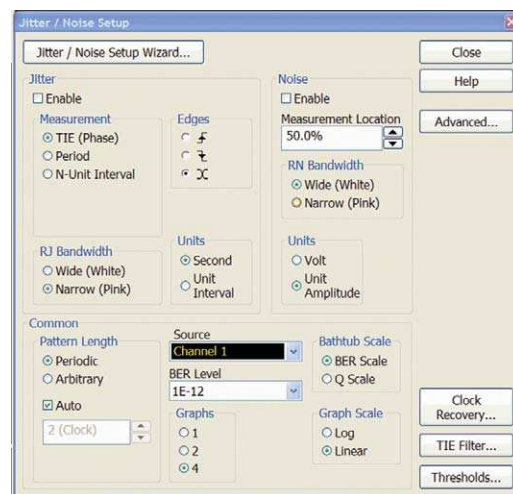 Jitter / Noise Setup
Jitter / Noise Setup Wizard...
Close
Help
Advanced...
Jitter
Enable
Measurement
TIE (Phase)
Period
N-Unit Interval
Edges
RJ Bandwidth
Wide (White)
Narrow (Pink)
Units
Second
Unit
Interval
Noise
Enable
Measurement Location
50.0%
RN Bandwidth
Wide (White)
Narrow (Pink)
Units
Volt
Unit
Amplitude
Common
Pattern Length
Periodic
Arbitrary
Auto
2 (Clock)
Source
Channel 1
BER Level
1E-12
Graphs
1
2
4
Bathtub Scale
BER Scale
Q Scale
Graph Scale
Log
Linear
Clock
Recovery...
TIE Filter...
Thresholds...